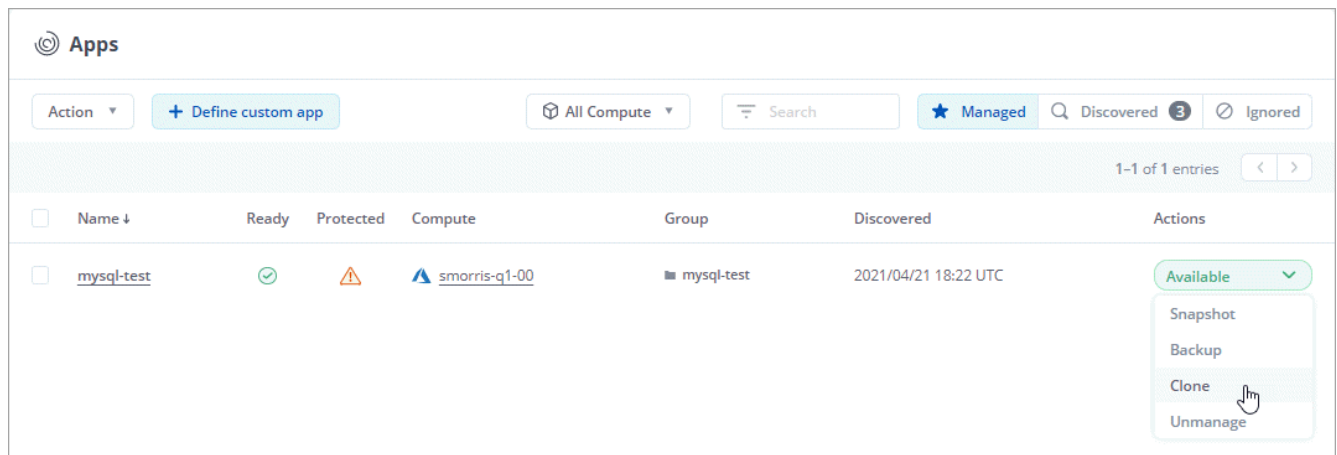 Apps
Action + Define custom app All Compute Search Managed Discovered 3 Ignored
1–1 of 1 entries
Name Ready Protected Compute Group Discovered Actions
mysql-test smorris-q1-00 mysql-test 2021/04/21 18:22 UTC Available
Snapshot
Backup
Clone
Unmanage